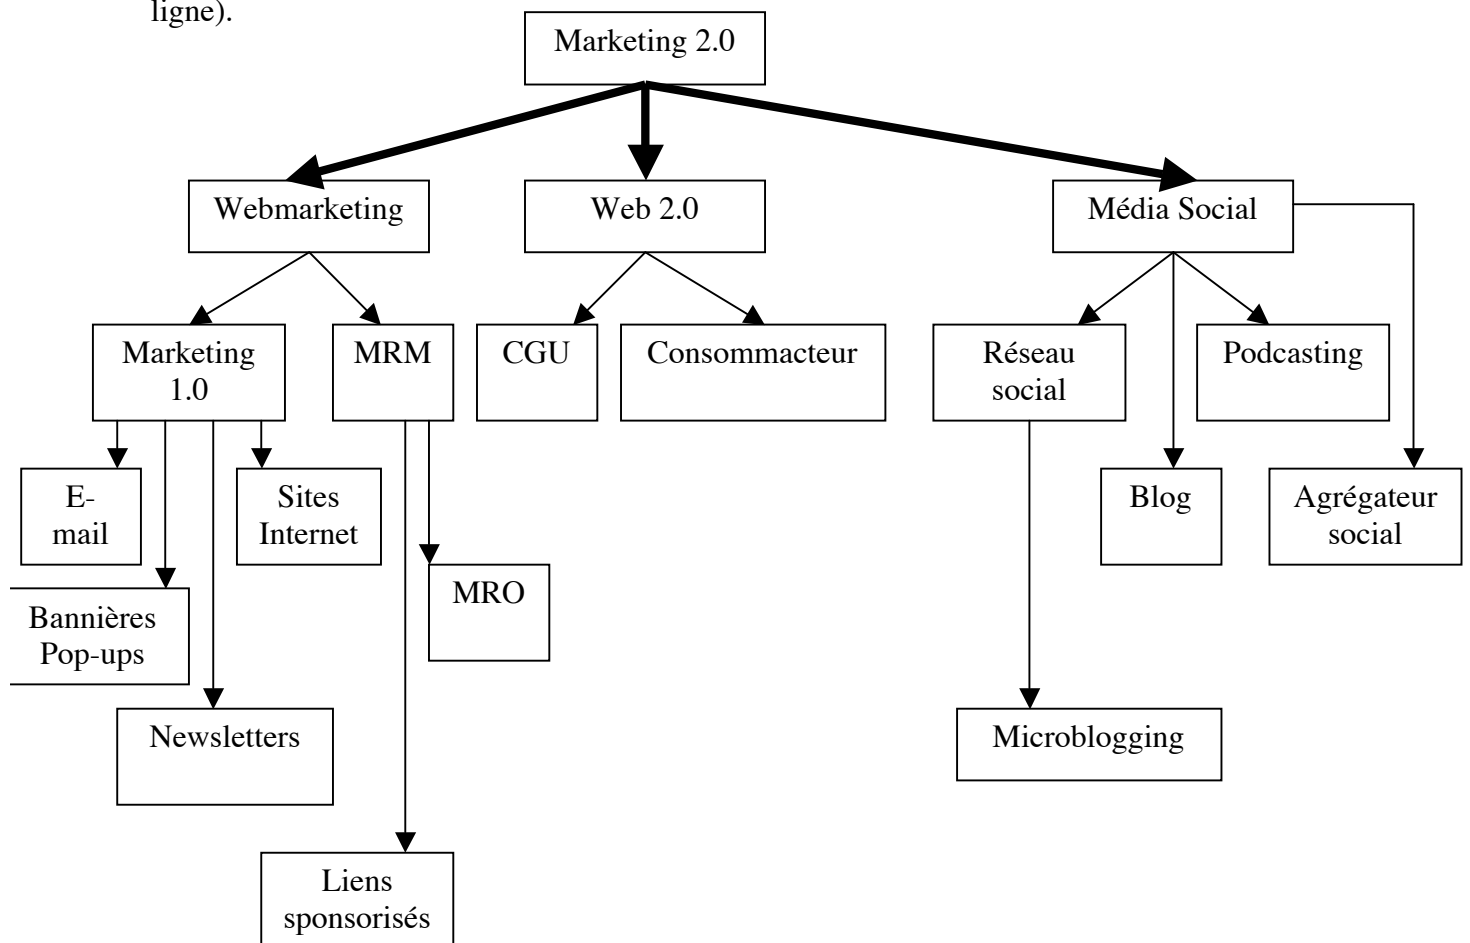 ligne).
Marketing 2.0
Webmarketing
Web 2.0
Média Social
Marketing
1.0
MRM
CGU
Consommacteur
Réseau
social
Podcasting
E-
mail
Sites
Internet
Blog
Agrégateur
social
MRO
Bannières
Pop-ups
Newsletters
Microblogging
Liens
sponsorisés